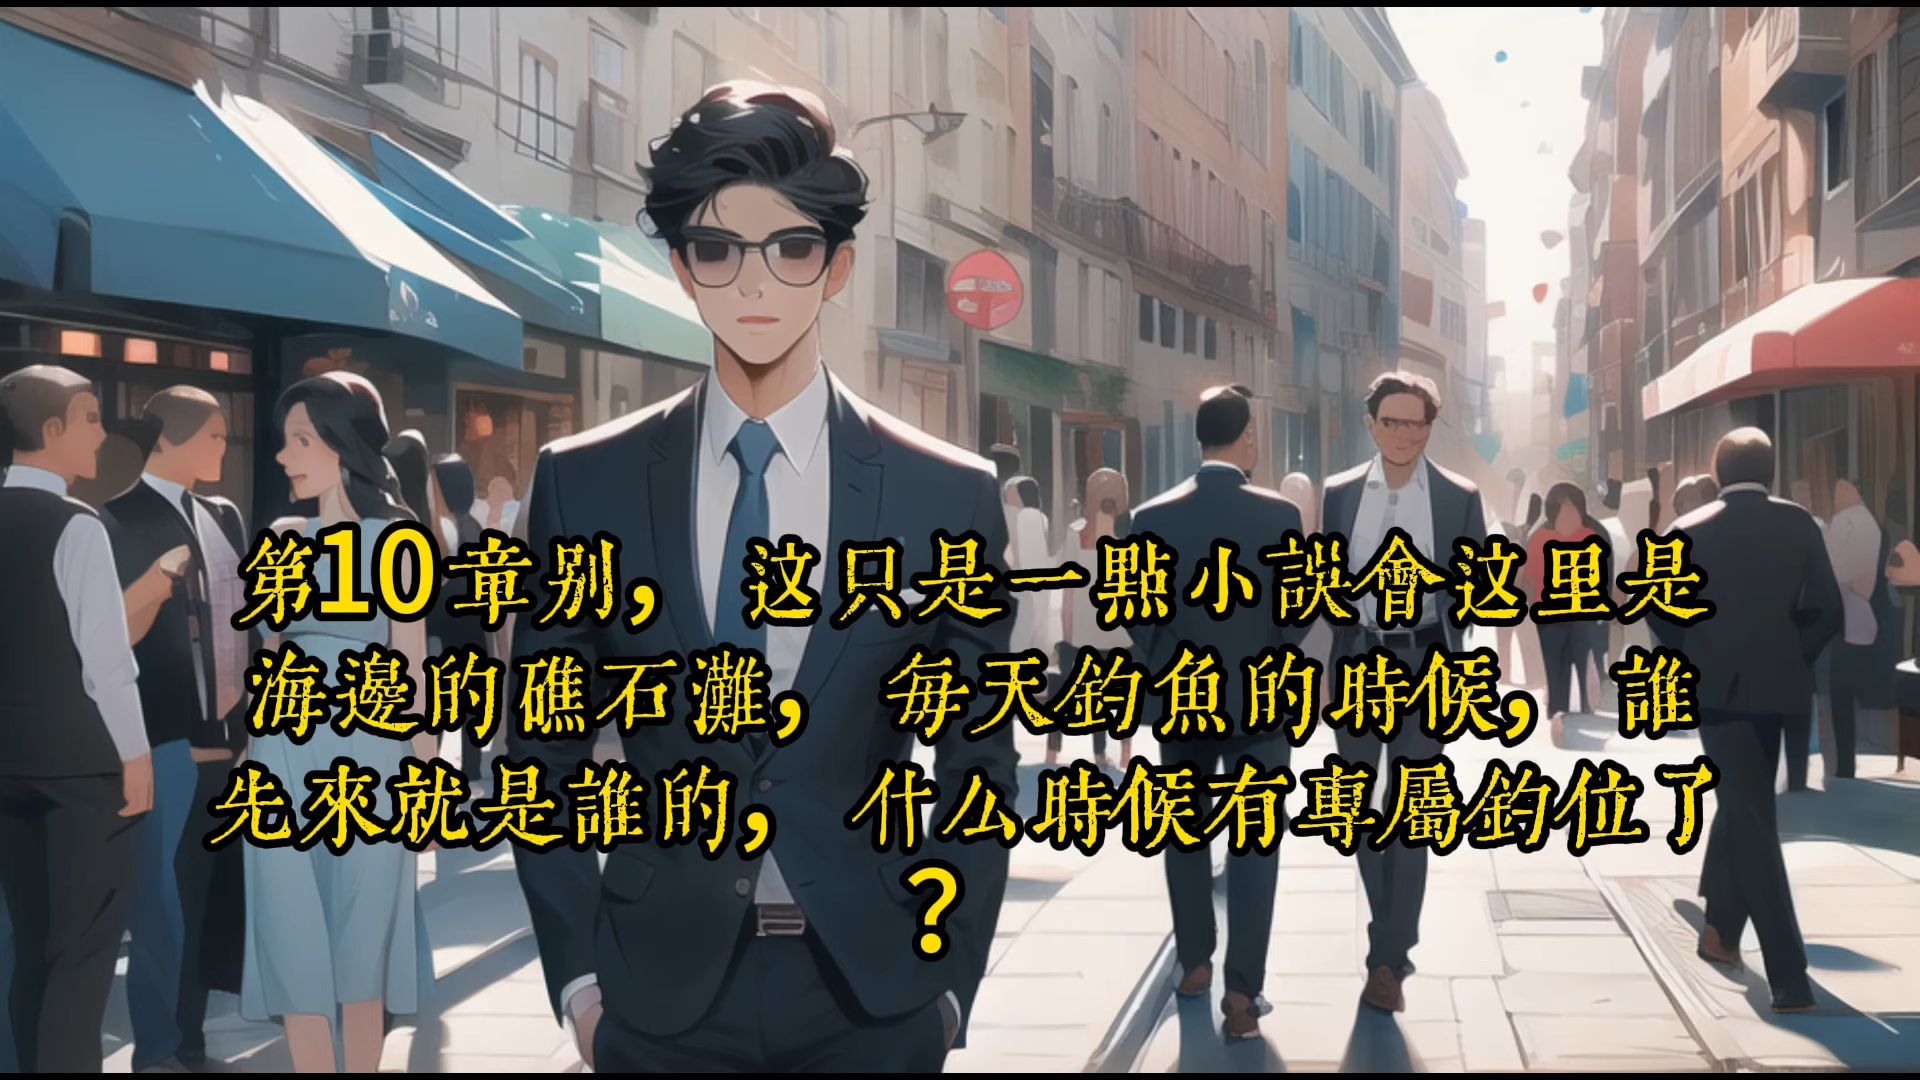 第10章别，这只是一點小誤會这里是
海邊的礁石灘，每天釣魚的時候，誰
先來就是誰的，什么時候有專屬釣位了
？
42